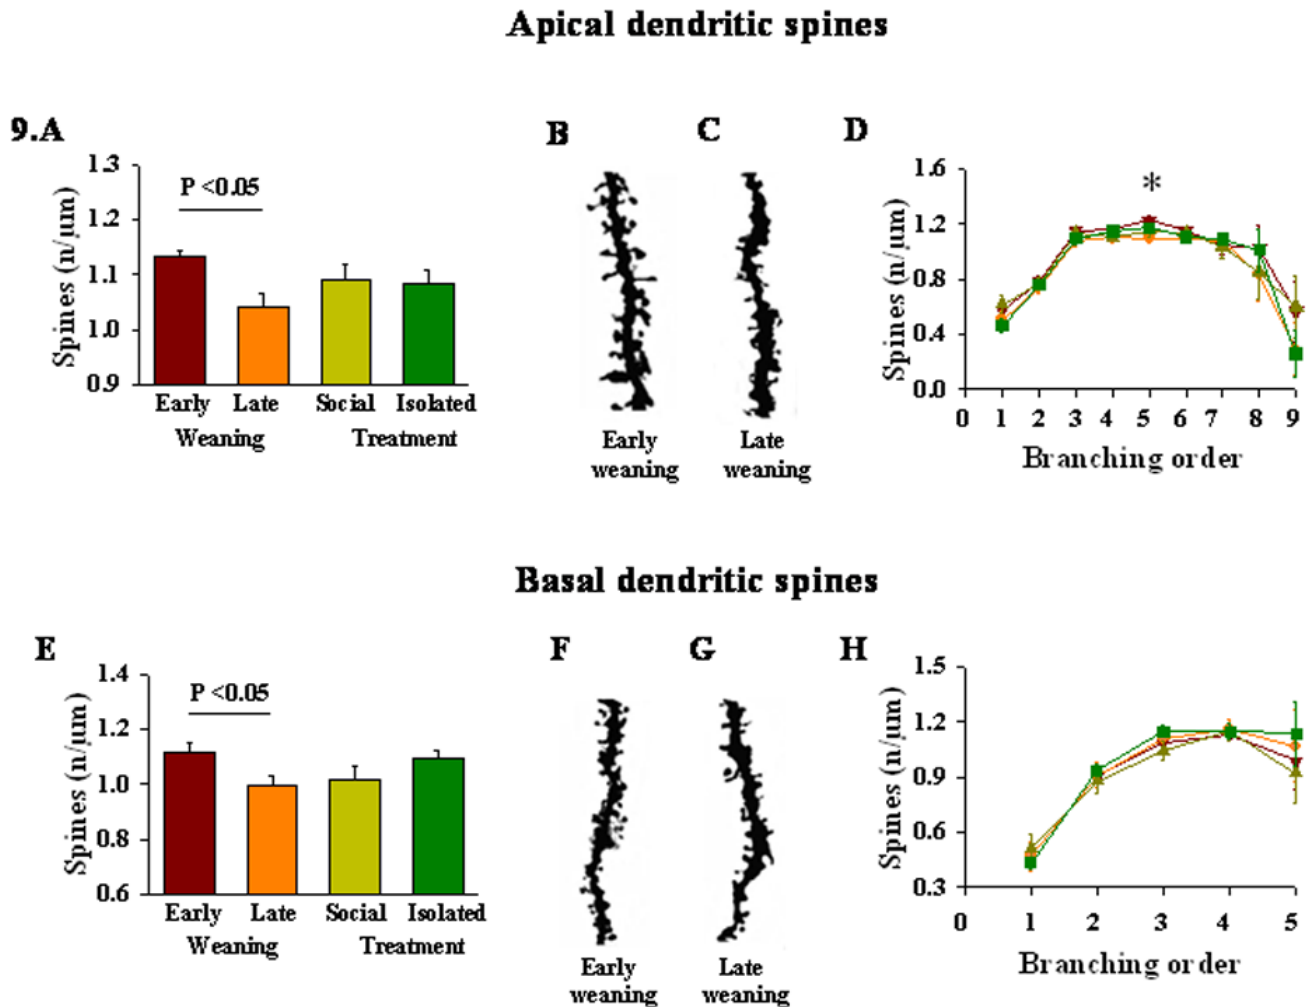 Apical dendritic spines
9.A
B
C
D
Spines (n/µm)
1.3
1.2
1.1
1.0
0.9
P <0.05
Early Late Social Isolated
Weaning Treatment
Early
weaning
Late
weaning
Spines (n/µm)
1.6
1.2
0.8
0.4
0.0
*
0 1 2 3 4 5 6 7 8 9
Branching order
Basal dendritic spines
E
F
G
H
Spines (n/µm)
1.4
1.2
1.0
0.8
0.6
P <0.05
Early Late Social Isolated
Weaning Treatment
Early
weaning
Late
weaning
Spines (n/µm)
1.5
1.2
0.9
0.6
0.3
0 1 2 3 4 5
Branching order